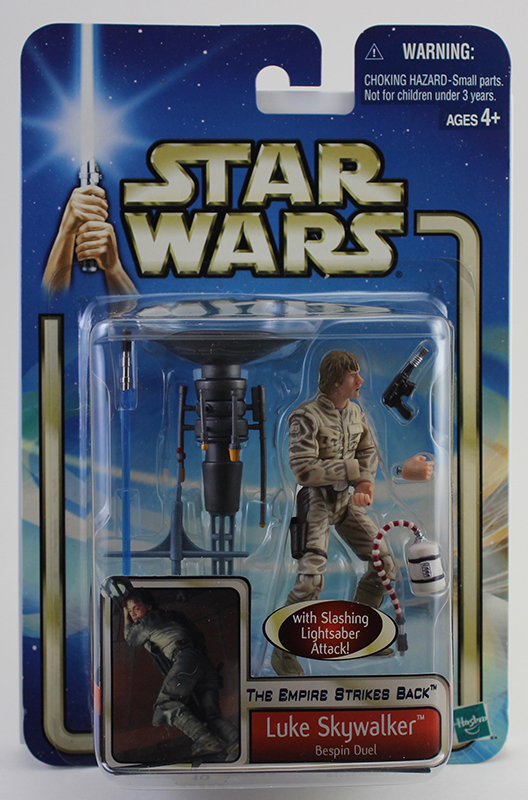 ⚠ WARNING:
CHOKING HAZARD-Small parts.
Not for children under 3 years.
AGES 4+
STAR
WARS®
with Slashing
Lightsaber
Attack!
THE EMPIRE STRIKES BACK™
Luke Skywalker™
Bespin Duel
Hasbro